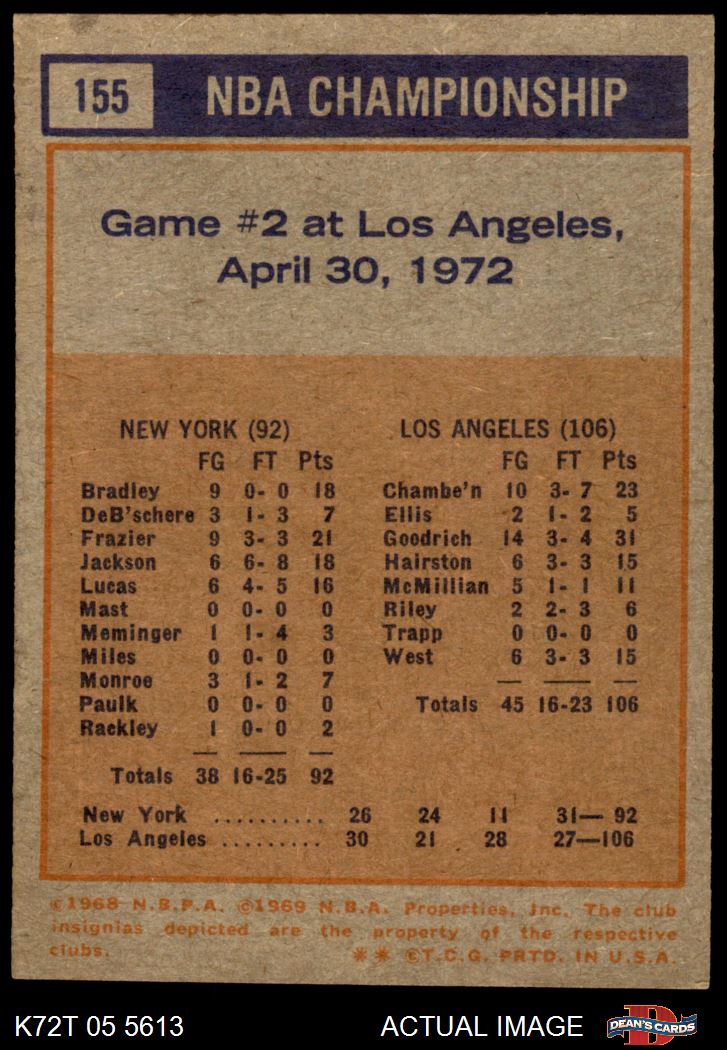 155 NBA CHAMPIONSHIP
Game #2 at Los Angeles,
April 30, 1972
NEW YORK (92)
FG FT Pts
Bradley 9 0- 0 18
DeB'schere 3 1- 3 7
Frazier 9 3- 3 21
Jackson 6 6- 8 18
Lucas 6 4- 5 16
Mast 0 0- 0 0
Meminger 1 1- 4 3
Miles 0 0- 0 0
Monroe 3 1- 2 7
Paulk 0 0- 0 0
Rackley 1 0- 0 2
Totals 38 16-25 92
LOS ANGELES (106)
FG FT Pts
Chambe'n 10 3- 7 23
Ellis 2 1- 2 5
Goodrich 14 3- 4 31
Hairston 6 3- 3 15
McMillian 5 1- 1 11
Riley 2 2- 3 6
Trapp 0 0- 0 0
West 6 3- 3 15
Totals 45 16-23 106
New York .......... 26 24 11 31— 92
Los Angeles ......... 30 21 28 27—106
©1968 N.B.P.A. ©1969 N.B.A. Properties, Inc. The club
insignias depicted are the property of the respective
clubs. ** ©T.C.G. PRTD. IN U.S.A.
K72T 05 5613 ACTUAL IMAGE D DEAN'S CARDS